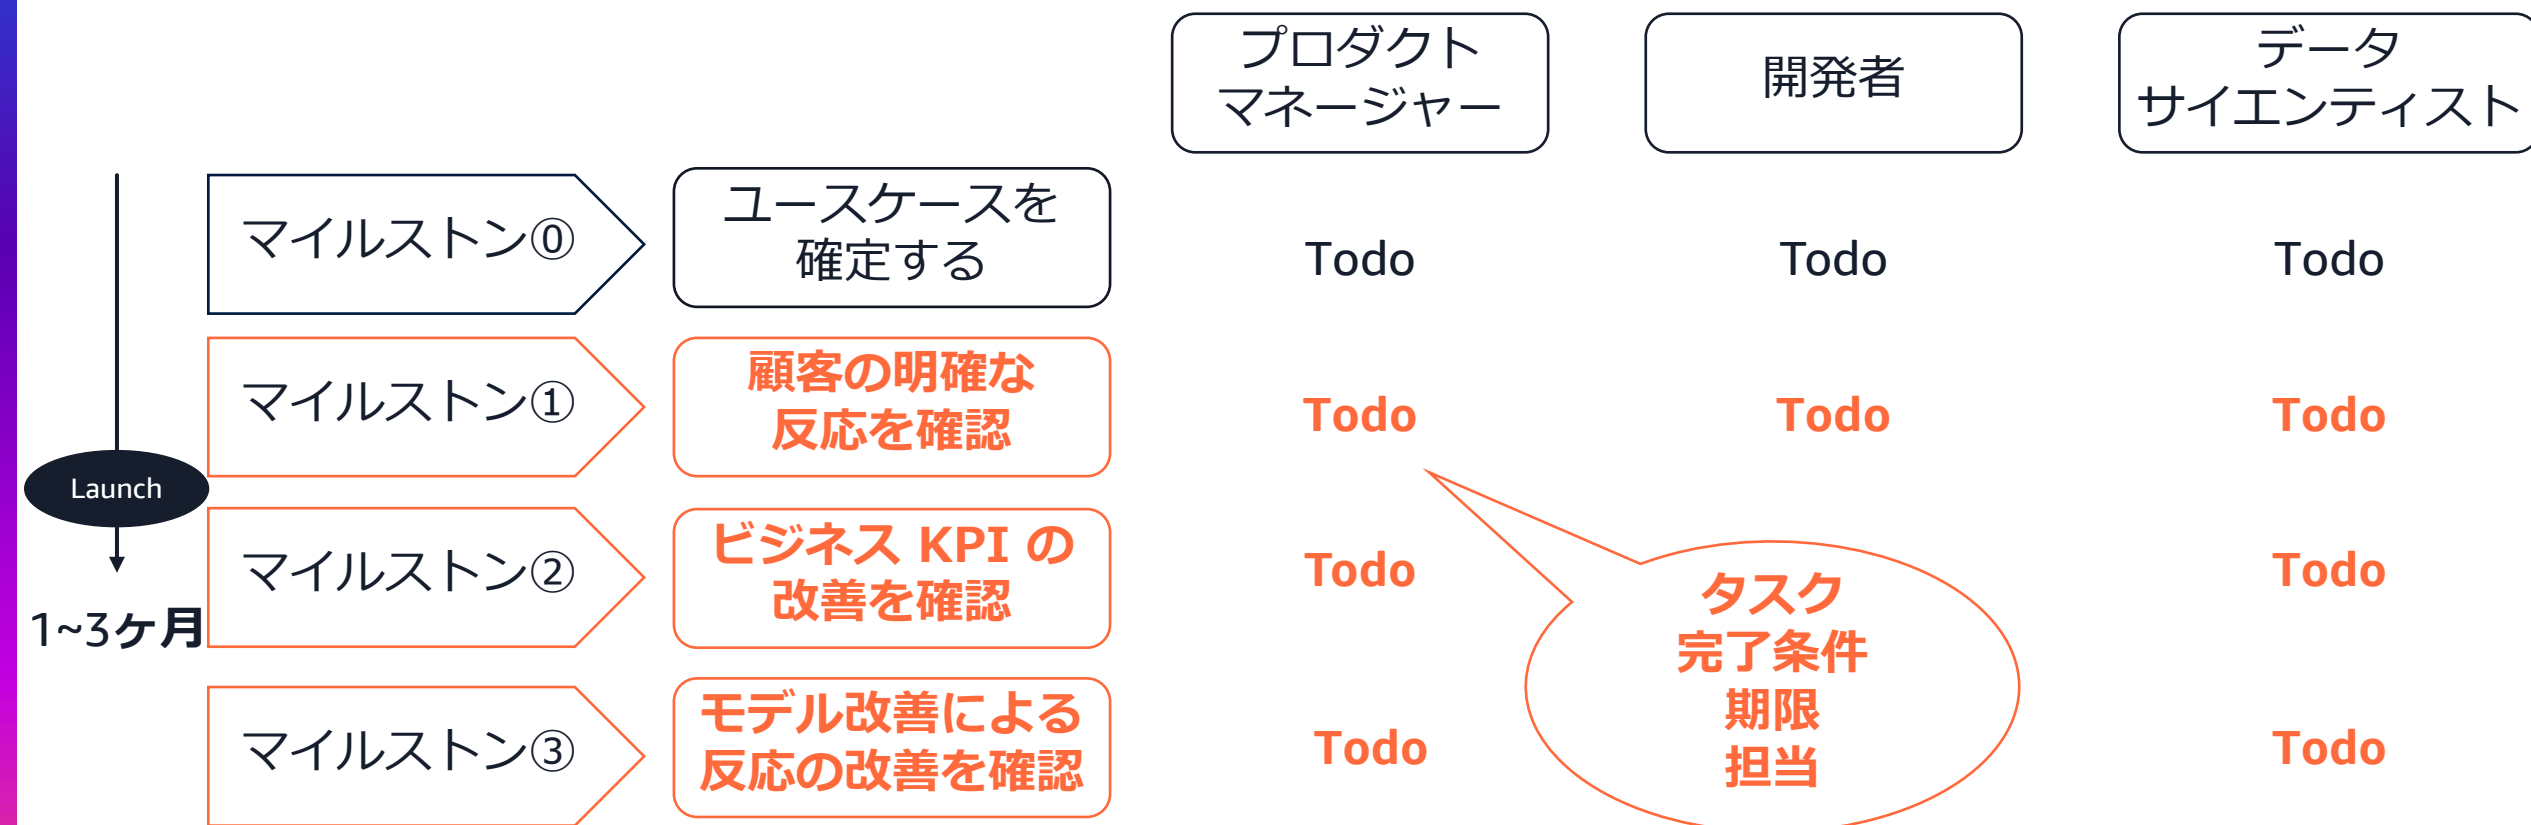 プロダクト
マネージャー
開発者
データ
サイエンティスト
マイルストン⓪
ユースケースを
確定する
Todo
Todo
Todo
マイルストン①
顧客の明確な
反応を確認
Todo
Todo
Todo
Launch
マイルストン②
ビジネス KPI の
改善を確認
Todo
Todo
1~3ヶ月
タスク
完了条件
期限
担当
マイルストン③
モデル改善による
反応の改善を確認
Todo
Todo